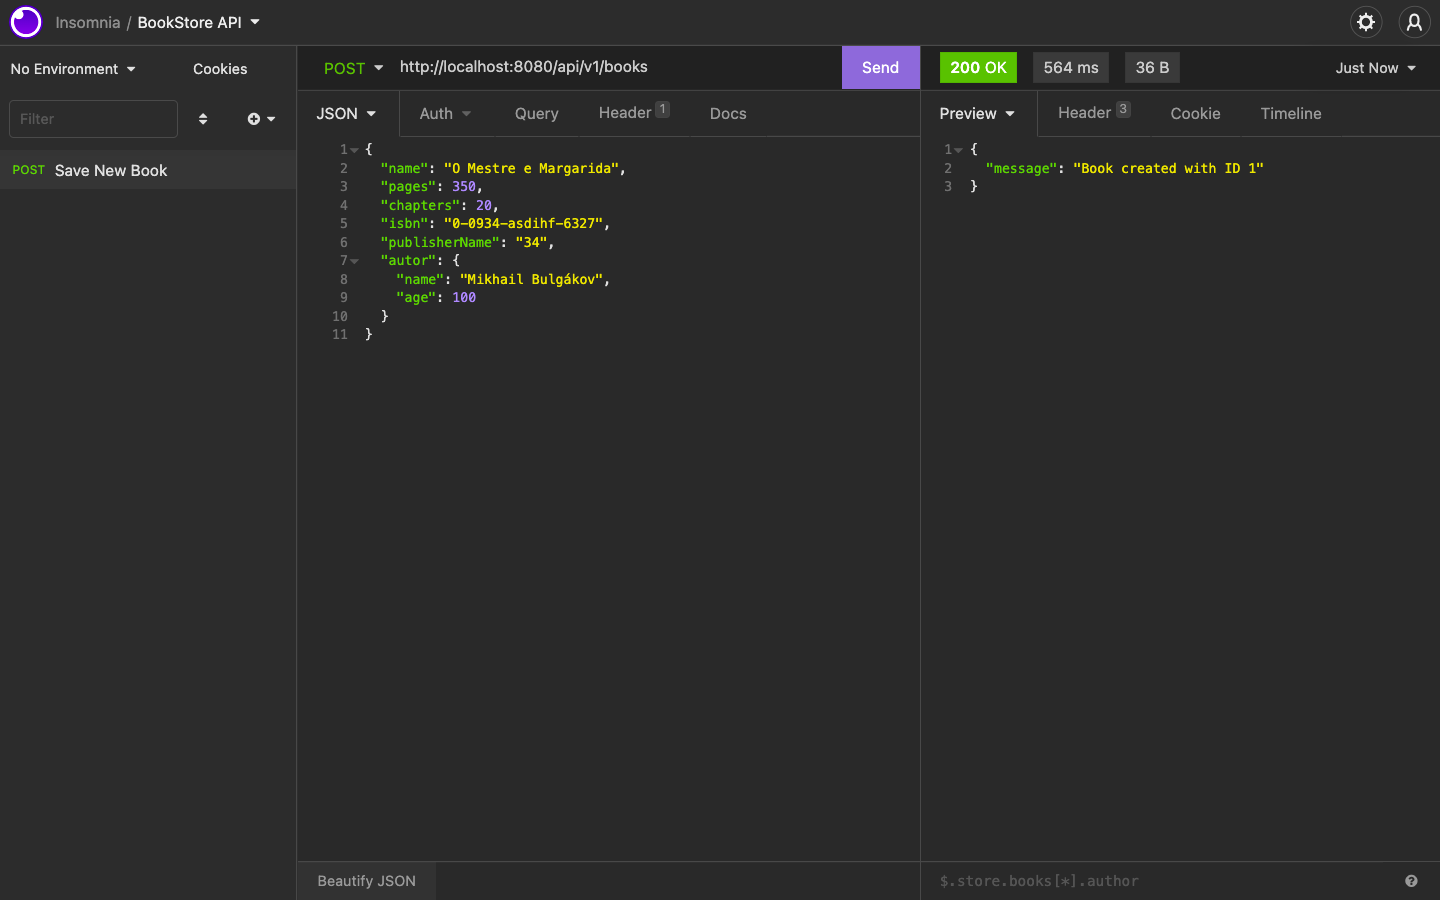 Insomnia / BookStore API
No Environment
Cookies
Filter
POST Save New Book
POST http://localhost:8080/api/v1/books Send
JSON Auth Query Header 1 Docs
1 {
2 "name": "O Mestre e Margarida",
3 "pages": 350,
4 "chapters": 20,
5 "isbn": "0-0934-asdihf-6327",
6 "publisherName": "34",
7 "autor": {
8 "name": "Mikhail Bulgákov",
9 "age": 100
10 }
11 }
Beautify JSON
200 OK 564 ms 36 B Just Now
Preview Header 3 Cookie Timeline
1 {
2 "message": "Book created with ID 1"
3 }
$.store.books[*].author